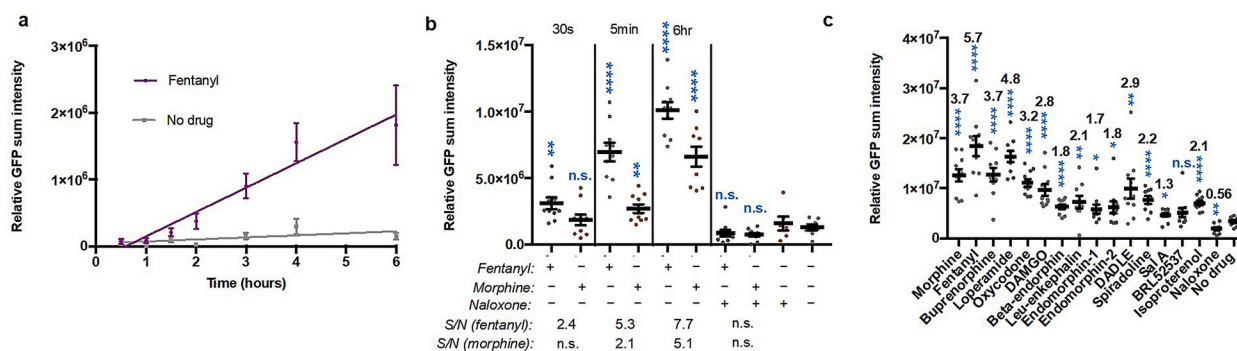 a
Relative GFP sum intensity
3×10⁶
2×10⁶
1×10⁶
0
Fentanyl
No drug
0 1 2 3 4 5 6
Time (hours)
b
Relative GFP sum intensity
30s 5min 6hr
1.5×10⁷
1.0×10⁷
5.0×10⁶
0.0
** n.s. **** ** **** **** n.s. n.s.
Fentanyl: + − + − + − + − − −
Morphine: − + − + − + − + − −
Naloxone: − − − − − − + + + −
S/N (fentanyl): 2.4 5.3 7.7 n.s.
S/N (morphine): n.s. 2.1 5.1 n.s.
c
Relative GFP sum intensity
4×10⁷
3×10⁷
2×10⁷
1×10⁷
0
3.7 5.7 3.7 4.8 3.2 2.8 1.8 2.1 1.7 1.8 2.9 2.2 1.3 n.s. 2.1 0.56
**** **** **** **** *** **** **** ** * * ** **** * **** **
Morphine
Fentanyl
Buprenorphine
Loperamide
Oxycodone
DAMGO
Beta-endorphin
Leu-enkephalin
Endomorphin-1
Endomorphin-2
DADLE
Spiradoline
Sal A
BRL52537
Isoproterenol
Naloxone
No drug